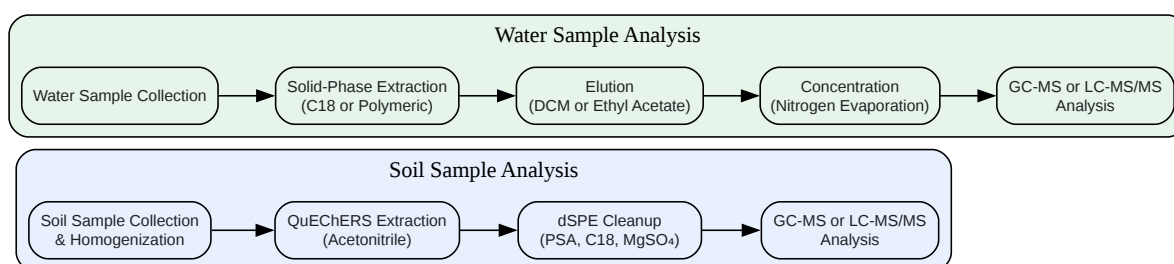 Water Sample Analysis
Water Sample Collection
Solid-Phase Extraction
(C18 or Polymeric)
Elution
(DCM or Ethyl Acetate)
Concentration
(Nitrogen Evaporation)
GC-MS or LC-MS/MS
Analysis
Soil Sample Analysis
Soil Sample Collection
& Homogenization
QuEChERS Extraction
(Acetonitrile)
dSPE Cleanup
(PSA, C18, MgSO₄)
GC-MS or LC-MS/MS
Analysis